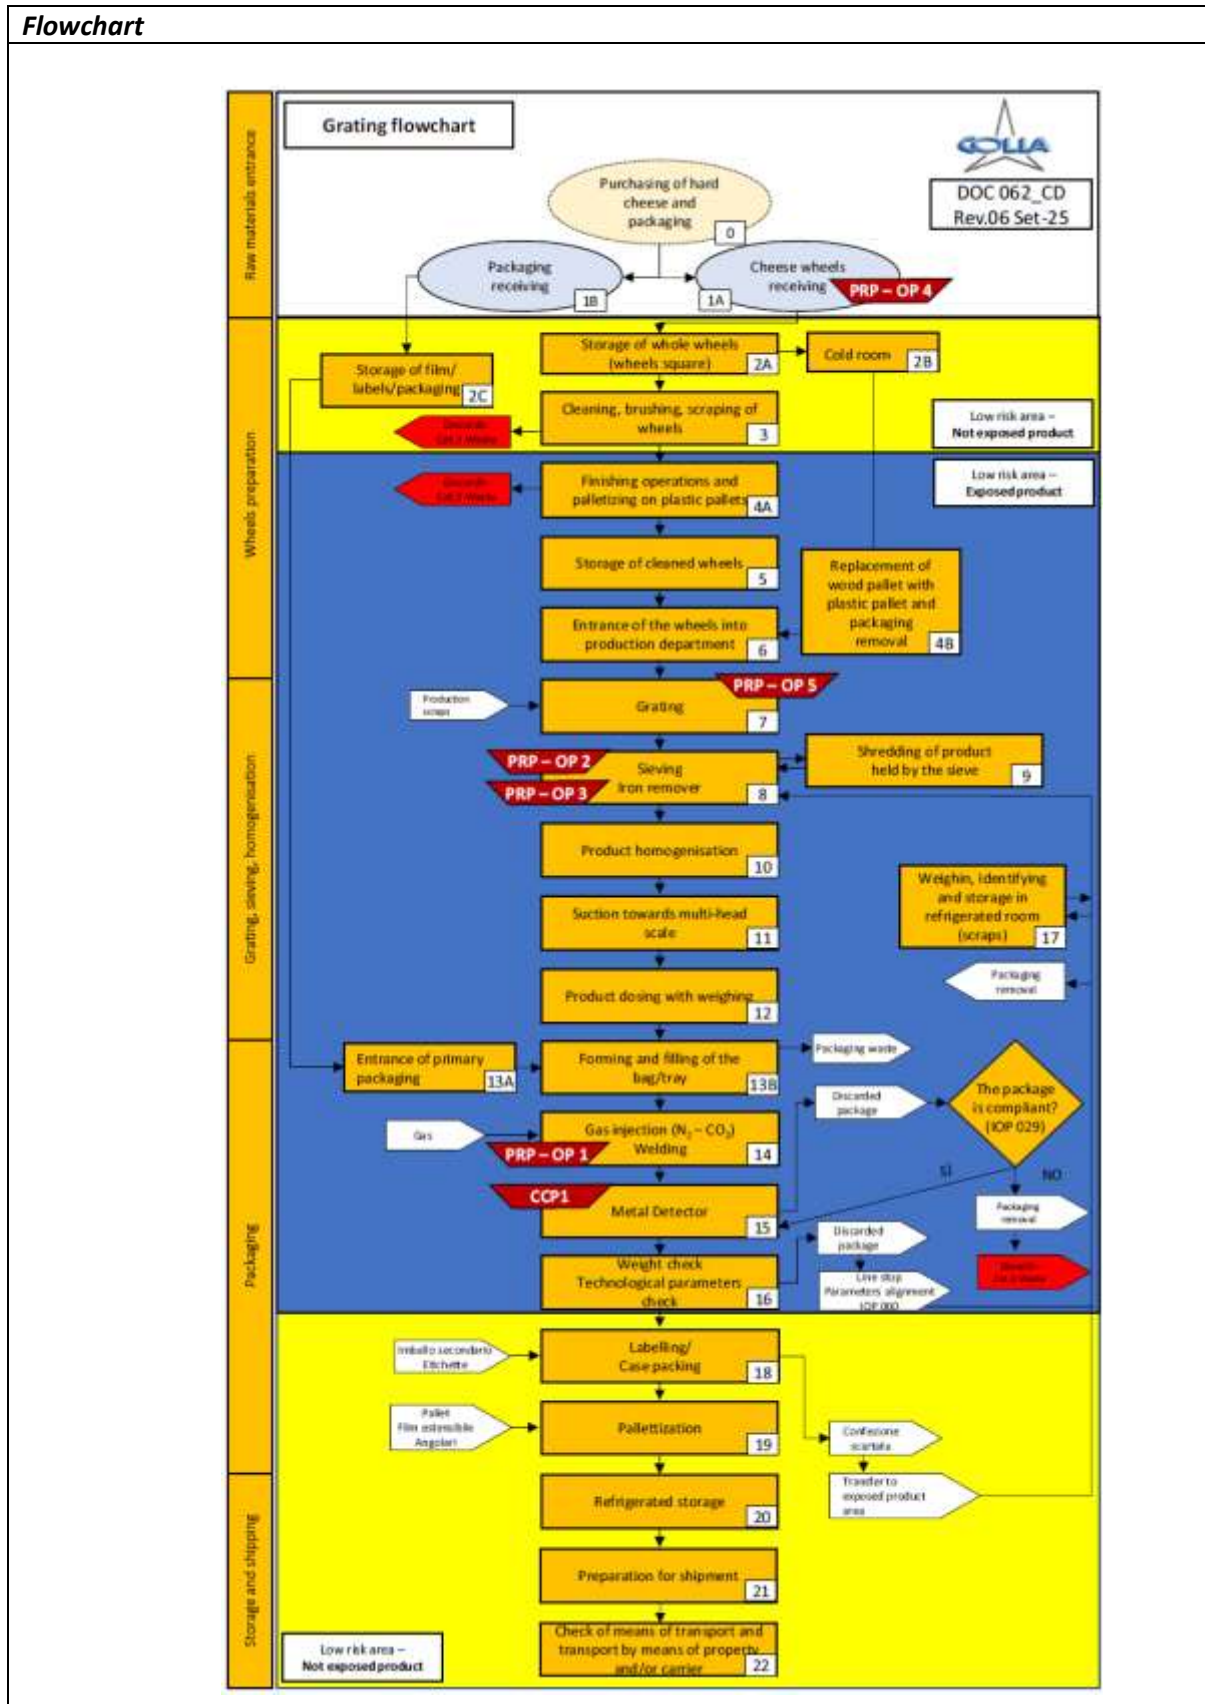 Flowchart
Grating flowchart
GOLLA
DOC 062_CD
Rev.06 Set-25
Raw materials entrance
Purchasing of hard
cheese and
packaging
0
Packaging
receiving
1B
Cheese wheels
receiving
1A
PRP – OP 4
Wheels preparation
Storage of whole wheels
(wheels square)
2A
Cold room
2B
Storage of film/
labels/packaging
2C
Cleaning, brushing, scraping of
wheels
3
Low risk area –
Not exposed product
Low risk area –
Exposed product
Finishing operations and
palletizing on plastic pallets
4A
Storage of cleaned wheels
5
Replacement of
wood pallet with
plastic pallet and
packaging
removal
4B
Entrance of the wheels into
production department
6
Grating, sieving, homogenisation
PRP – OP 5
Production
scraps
Grating
7
PRP – OP 2
PRP – OP 3
Sieving
Iron remover
8
Shredding of product
held by the sieve
9
Product homogenisation
10
Weighin, identifying
and storage in
refrigerated room
(scraps)
17
Suction towards multi-head
scale
11
Packaging
removal
Product dosing with weighing
12
Packaging
Entrance of primary
packaging
13A
Forming and filling of the
bag/tray
13B
Packaging waste
Discarded
package
The package
is compliant?
(IOP 029)
Gas
Gas injection (N₂ – CO₂)
Welding
14
PRP – OP 1
SI
NO
CCP1
Metal Detector
15
Packaging
removal
Discarded
package
Weight check
Technological parameters
check
16
Line stop
Parameters alignment
Imballo secondario
Etichette
Labelling/
Case packing
18
Pallet
Film estensibile
Angolari
Pallettization
19
Confezione
scartata
Transfer to
exposed product
area
Storage and shipping
Refrigerated storage
20
Preparation for shipment
21
Check of means of transport and
transport by means of property
and/or carrier
22
Low risk area –
Not exposed product